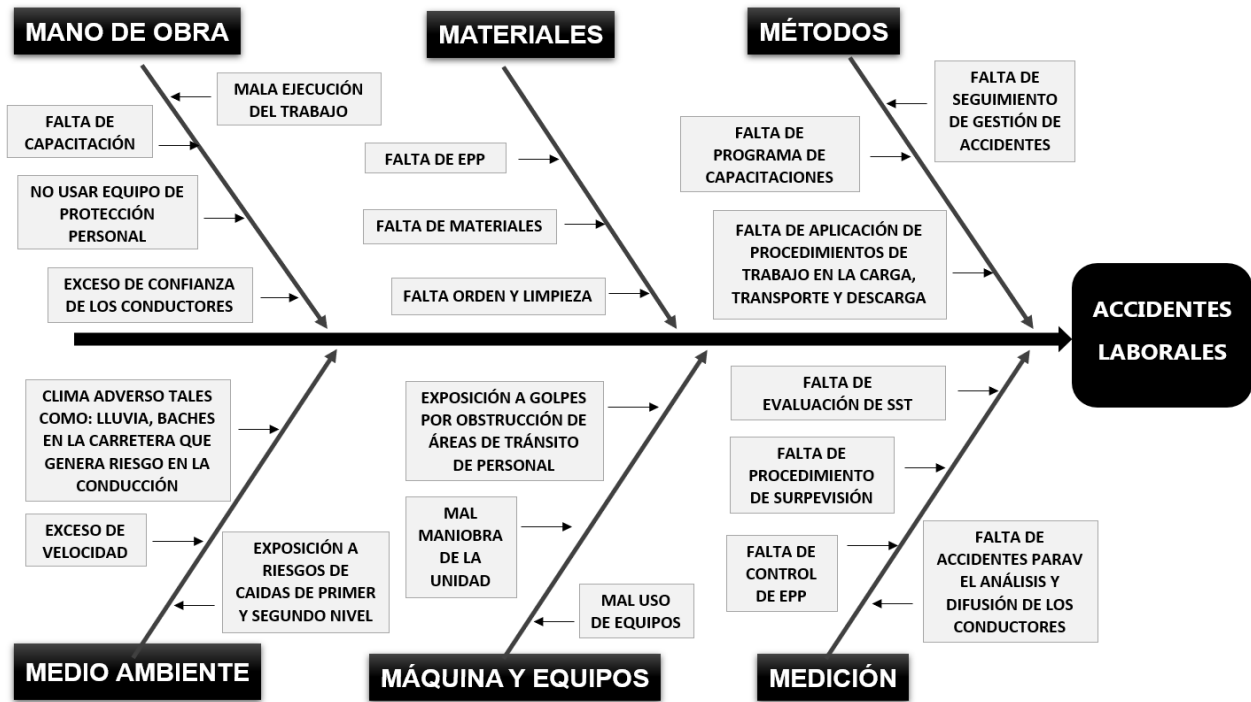 MANO DE OBRA
MATERIALES
MÉTODOS
MALA EJECUCIÓN
DEL TRABAJO
FALTA DE
CAPACITACIÓN
NO USAR EQUIPO DE
PROTECCIÓN
PERSONAL
EXCESO DE CONFIANZA
DE LOS CONDUCTORES
FALTA DE EPP
FALTA DE MATERIALES
FALTA ORDEN Y LIMPIEZA
FALTA DE
SEGUIMIENTO
DE GESTIÓN DE
ACCIDENTES
FALTA DE
PROGRAMA DE
CAPACITACIONES
FALTA DE APLICACIÓN DE
PROCEDIMIENTOS DE
TRABAJO EN LA CARGA,
TRANSPORTE Y DESCARGA
ACCIDENTES
LABORALES
CLIMA ADVERSO TALES
COMO: LLUVIA, BACHES
EN LA CARRETERA QUE
GENERA RIESGO EN LA
CONDUCCIÓN
EXCESO DE
VELOCIDAD
EXPOSICIÓN A
RIESGOS DE
CAIDAS DE PRIMER
Y SEGUNDO NIVEL
EXPOSICIÓN A GOLPES
POR OBSTRUCCIÓN DE
ÁREAS DE TRÁNSITO
DE PERSONAL
MAL
MANIOBRA
DE LA
UNIDAD
MAL USO
DE EQUIPOS
FALTA DE
EVALUACIÓN DE SST
FALTA DE
PROCEDIMIENTO
DE SURPEVISIÓN
FALTA DE
CONTROL
DE EPP
FALTA DE
ACCIDENTES PARAV
EL ANÁLISIS Y
DIFUSIÓN DE LOS
CONDUCTORES
MEDIO AMBIENTE
MÁQUINA Y EQUIPOS
MEDICIÓN